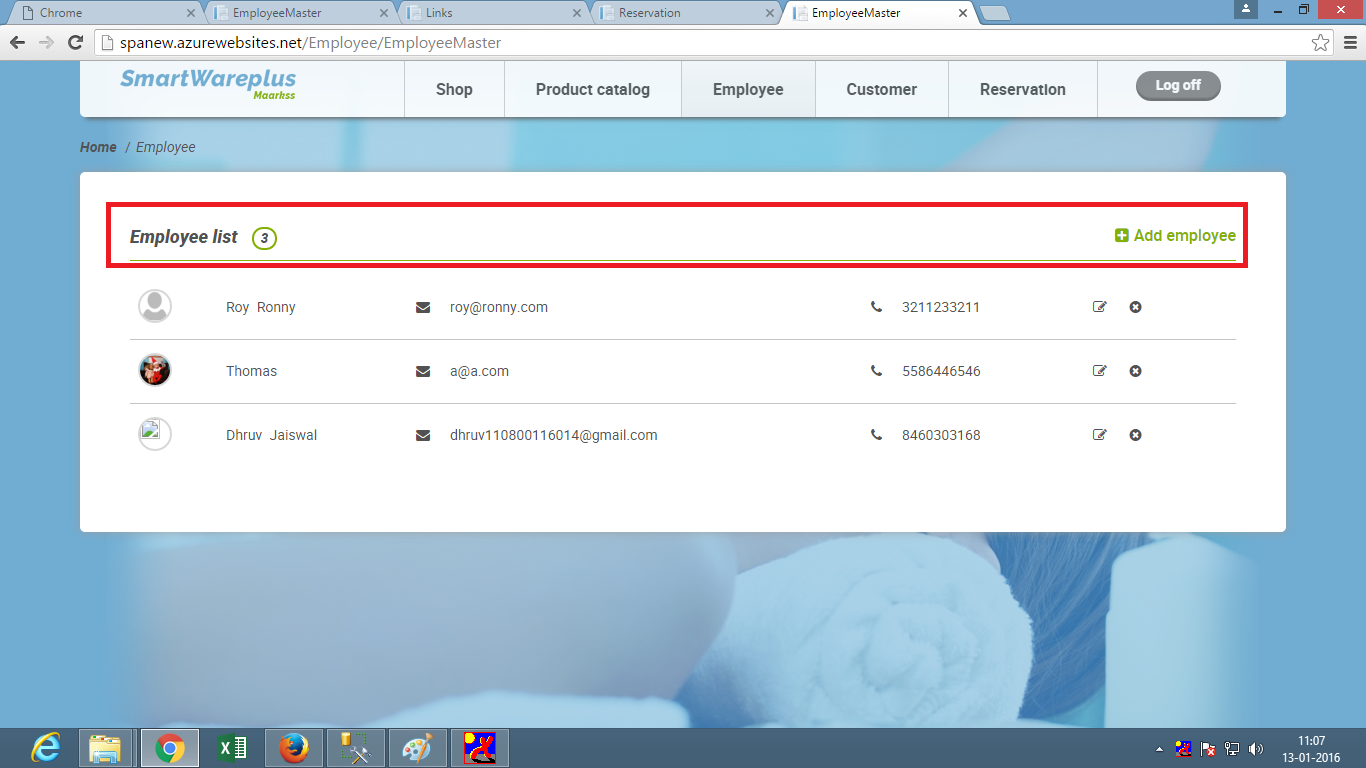 Chrome
EmployeeMaster
Links
Reservation
EmployeeMaster
spanew.azurewebsites.net/Employee/EmployeeMaster
SmartWareplus
Maarkss
Shop
Product catalog
Employee
Customer
Reservation
Log off
Home / Employee
Employee list 3
Add employee
Roy Ronny roy@ronny.com 3211233211
Thomas a@a.com 5586446546
Dhruv Jaiswal dhruv110800116014@gmail.com 8460303168
11:07
13-01-2016